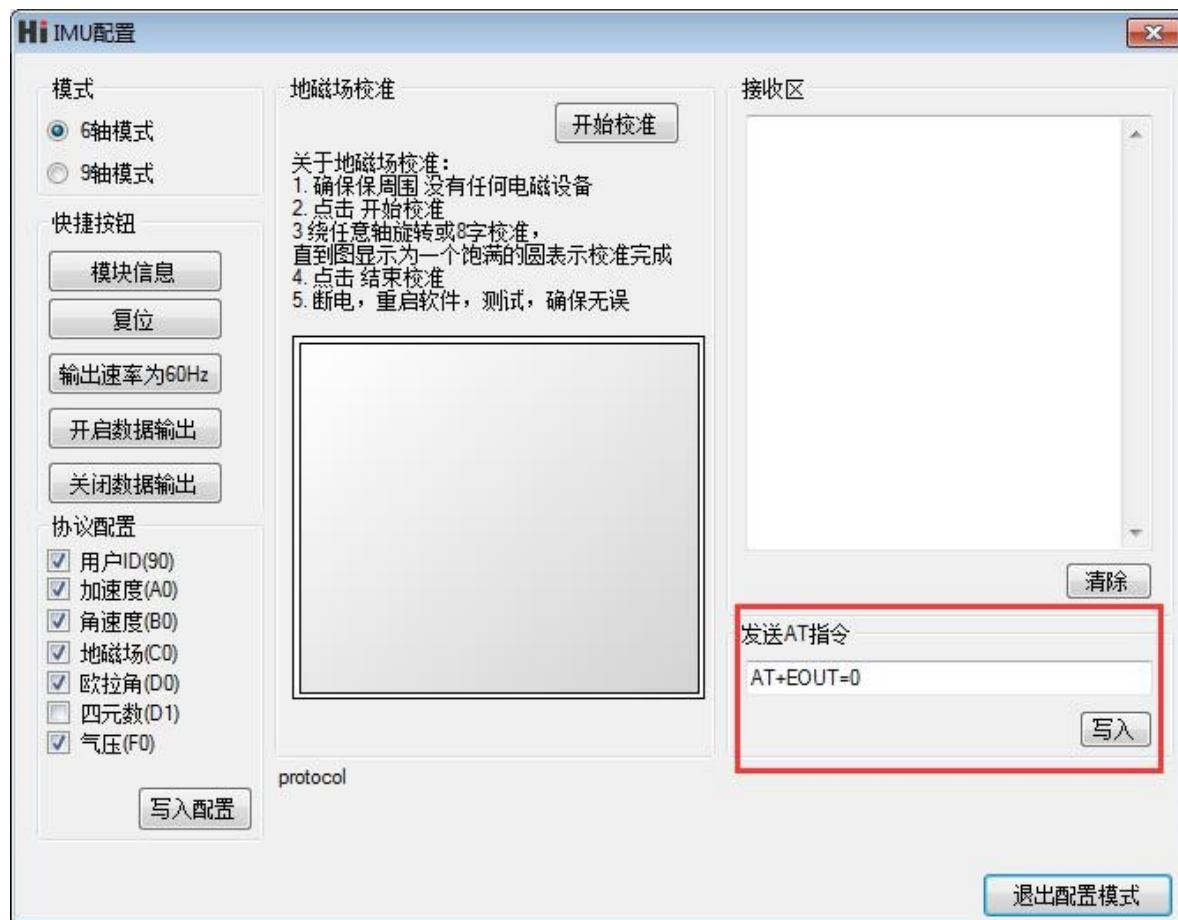 Hi IMU配置
模式
6轴模式
9轴模式
快捷按钮
模块信息
复位
输出速率为60Hz
开启数据输出
关闭数据输出
协议配置
用户ID(90)
加速度(A0)
角速度(B0)
地磁场(C0)
欧拉角(D0)
四元数(D1)
气压(F0)
写入配置
地磁场校准
开始校准
关于地磁场校准:
1. 确保保周围 没有任何电磁设备
2. 点击 开始校准
3 绕任意轴旋转或8字校准,
直到图显示为一个饱满的圆表示校准完成
4. 点击 结束校准
5. 断电，重启软件，测试，确保无误
protocol
接收区
清除
发送AT指令
AT+EOUT=0
写入
退出配置模式